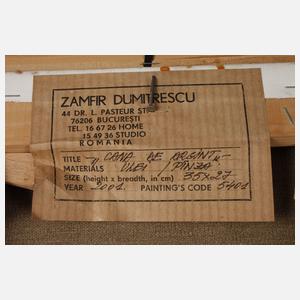 ZAMFIR DUMITRESCU
44 DR. L. PASTEUR ST
76206 BUCUREȘTI
TEL. 16 67 26 HOME
15 49 36 STUDIO
ROMANIA
TITLE „CANA DE ARGINT"
MATERIALS ULEI / PINZA
SIZE (height x breadth, in cm) 35x27
YEAR 2001 PAINTING'S CODE 5401